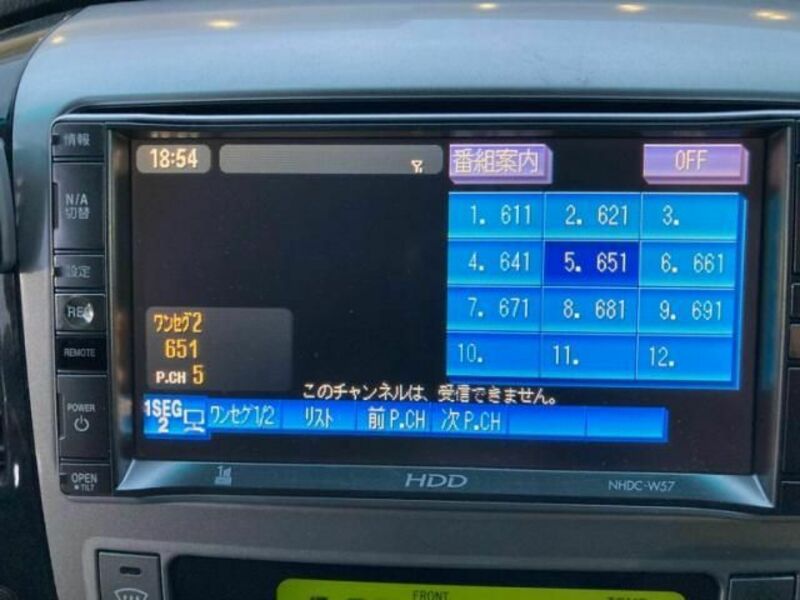 情報
18:54
番組案内
OFF
N/A
切替
1. 611
2. 621
3.
4. 641
5. 651
6. 661
設定
7. 671
8. 681
9. 691
RE
ワンセグ2
651
P.CH 5
10.
11.
12.
REMOTE
このチャンネルは、受信できません。
POWER
1SEG
2
ワンセグ1/2
リスト
前P.CH
次P.CH
OPEN
TILT
HDD
NHDC-W57
FRONT